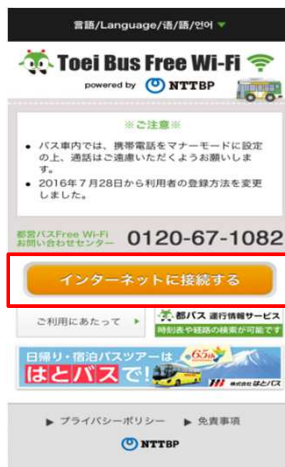 言語/Language/语/語/언어 ▼
Toei Bus Free Wi-Fi
powered by NTTBP
※ご注意※
• バス車内では、携帯電話をマナーモードに設定
の上、通話はご遠慮いただくようお願いしま
す。
• 2016年7月28日から利用者の登録方法を変更
しました。
都営バスFree Wi-Fi
お問い合わせセンター 0120-67-1082
インターネットに接続する
ご利用にあたって ▶
都バス 運行情報サービス
時刻表や経路の検索が可能です
日帰り・宿泊バスツアーは 65th
はとバスで!
株式会社 はとバス
▶ プライバシーポリシー ▶ 免責事項
NTTBP